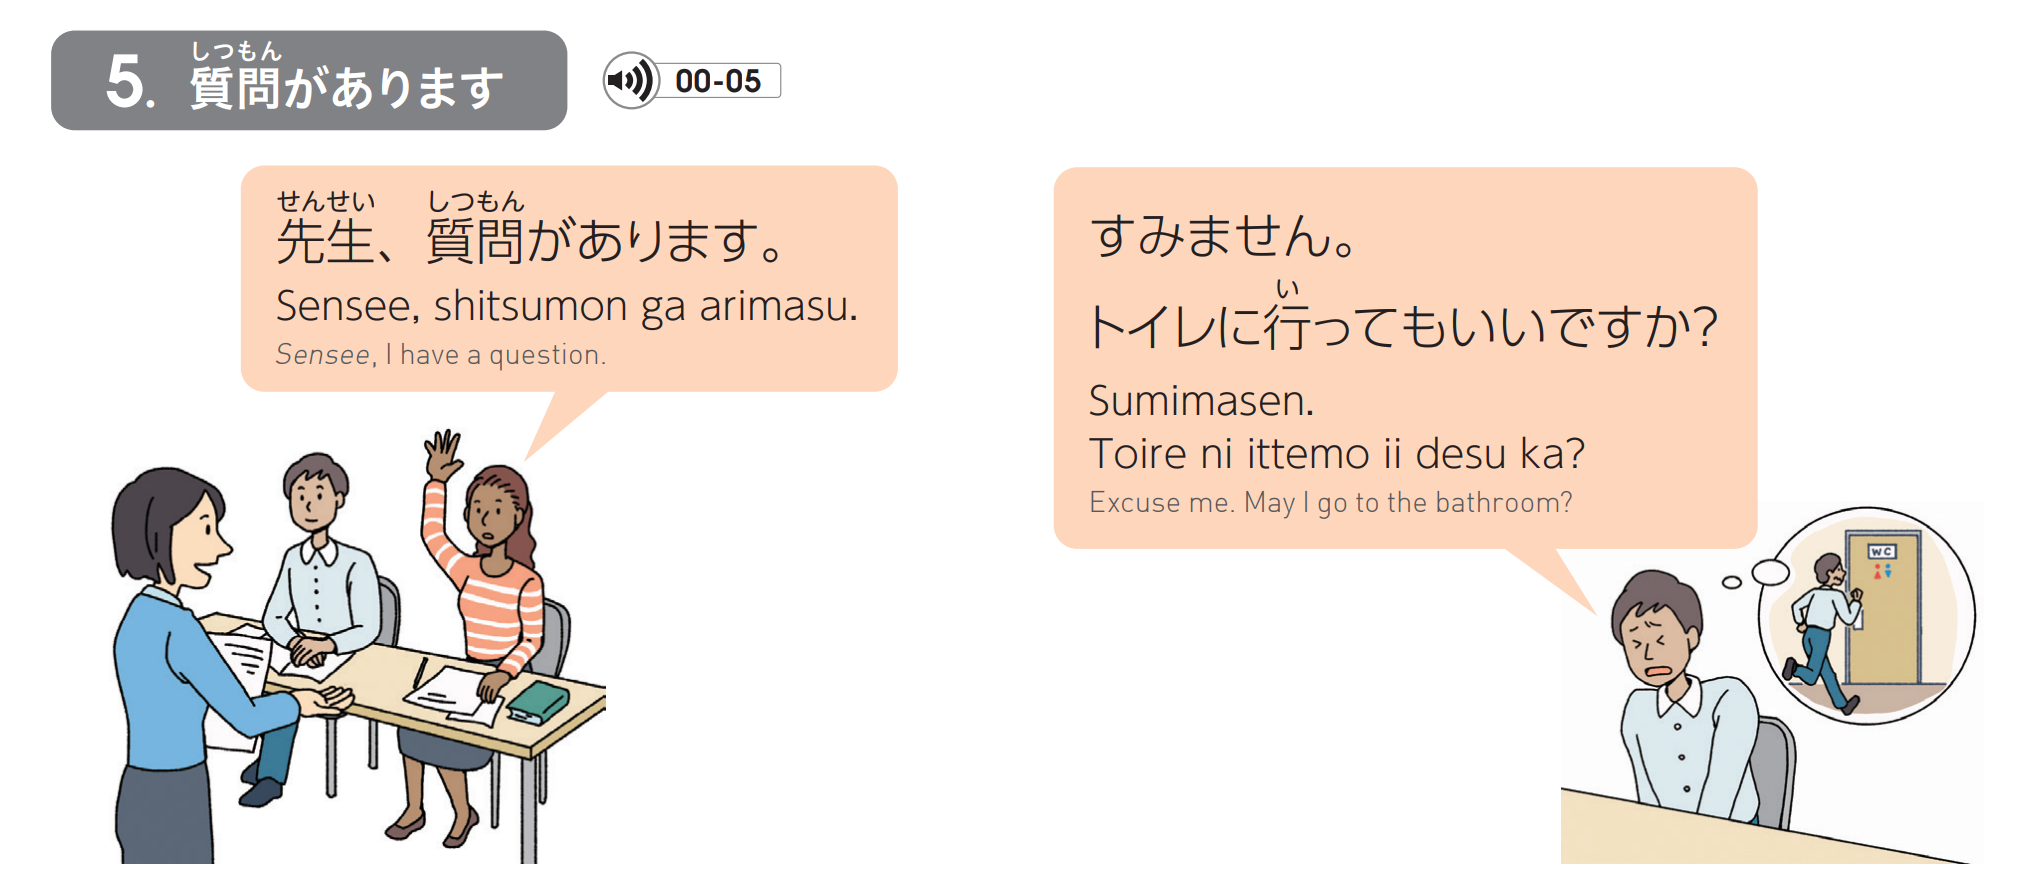 しつもん
5. 質問があります
00-05
せんせい しつもん
先生、質問があります。
Sensee, shitsumon ga arimasu.
Sensee, I have a question.
すみません。
い
トイレに行ってもいいですか?
Sumimasen.
Toire ni ittemo ii desu ka?
Excuse me. May I go to the bathroom?
WC